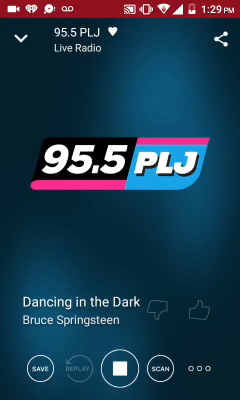 1:29 PM
95.5 PLJ
Live Radio
95.5 PLJ
Dancing in the Dark
Bruce Springsteen
SAVE
REPLAY
SCAN